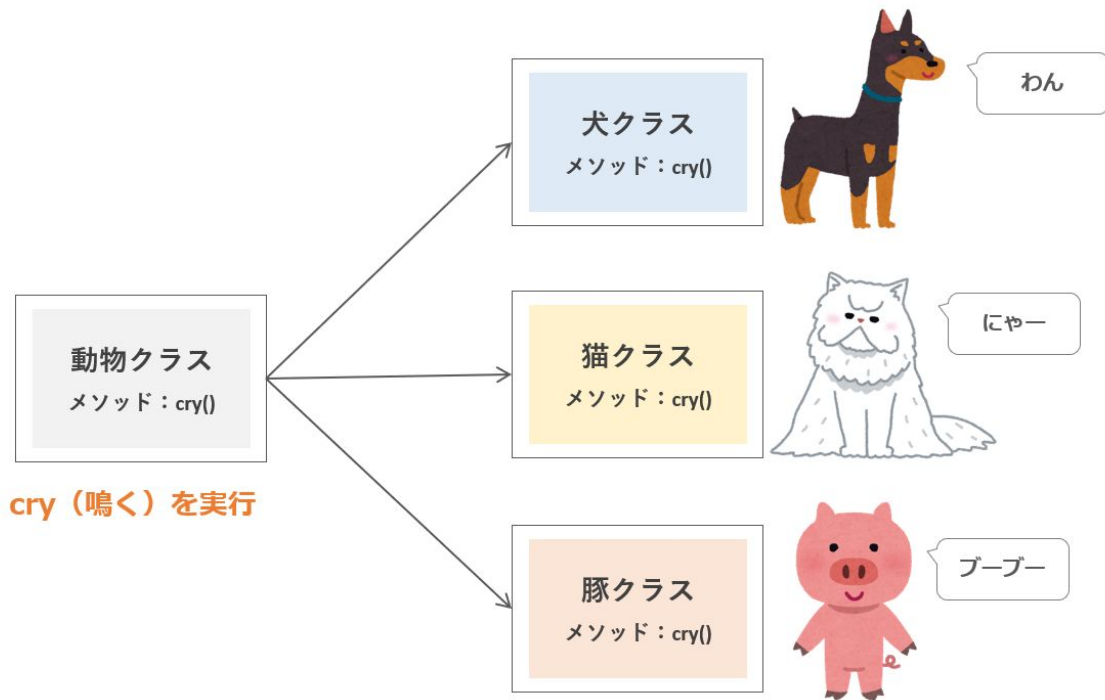 犬クラス
メソッド：cry()
わん
動物クラス
メソッド：cry()
cry（鳴く）を実行
猫クラス
メソッド：cry()
にゃー
豚クラス
メソッド：cry()
ブーブー